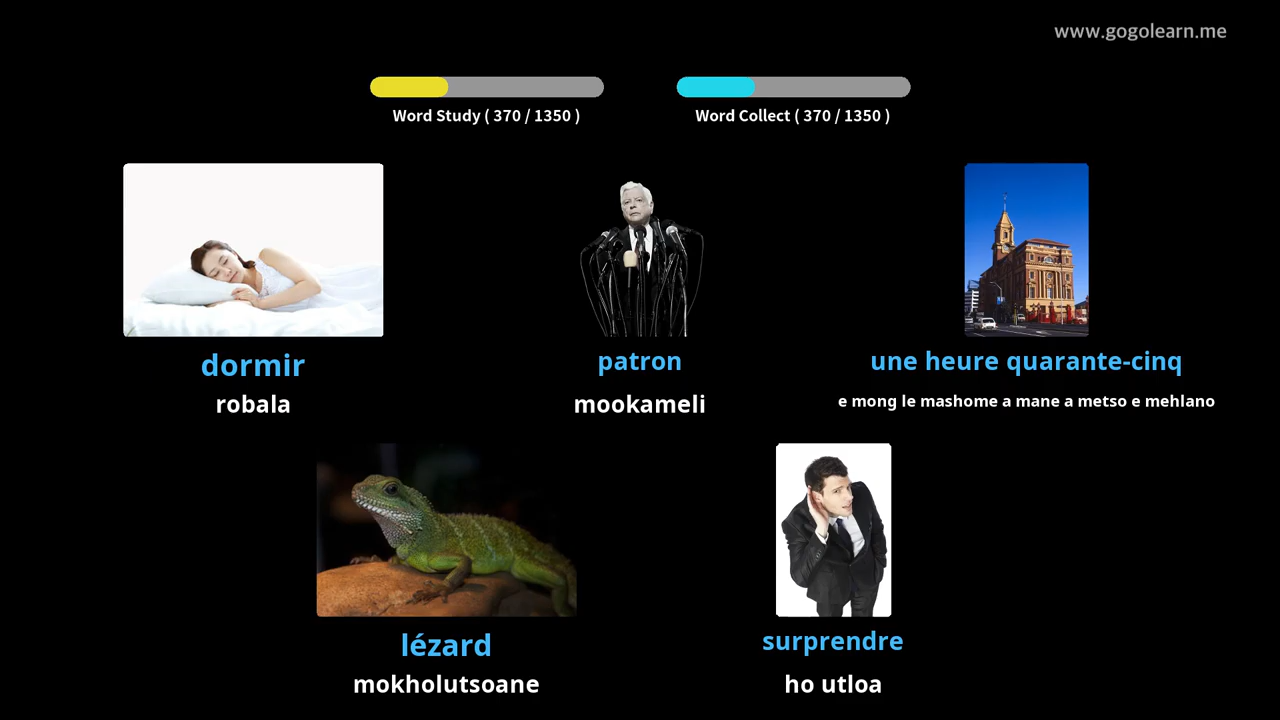 www.gogolearn.me
Word Study ( 370 / 1350 )
Word Collect ( 370 / 1350 )
dormir
robala
patron
mookameli
une heure quarante-cinq
e mong le mashome a mane a metso e mehlano
lézard
mokholutsoane
surprendre
ho utloa